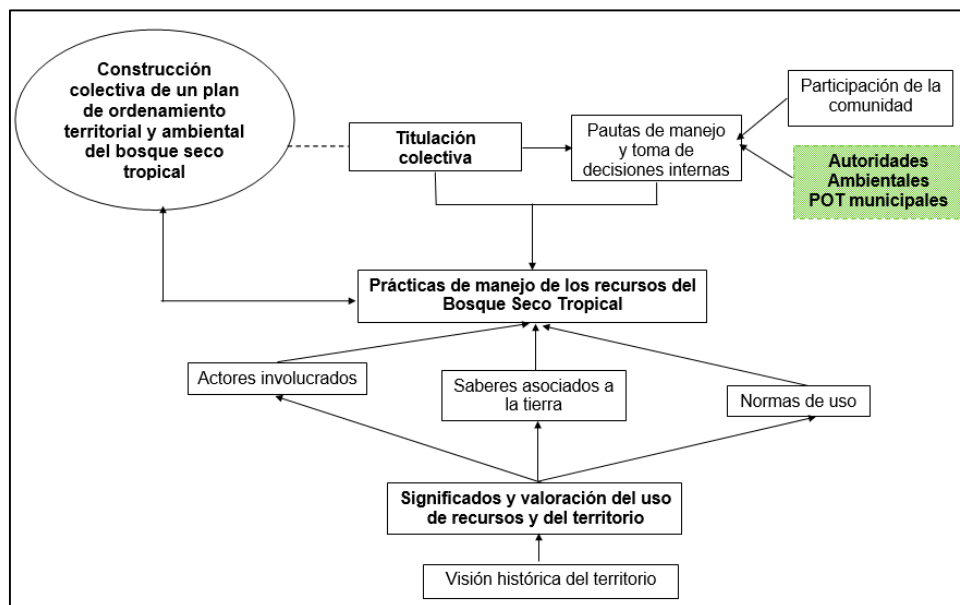 Construcción
colectiva de un plan
de ordenamiento
territorial y ambiental
del bosque seco
tropical
Titulación
colectiva
Pautas de manejo
y toma de
decisiones internas
Participación de la
comunidad
Autoridades
Ambientales
POT municipales
Prácticas de manejo de los recursos del
Bosque Seco Tropical
Actores involucrados
Saberes asociados a
la tierra
Normas de uso
Significados y valoración del uso
de recursos y del territorio
Visión histórica del territorio